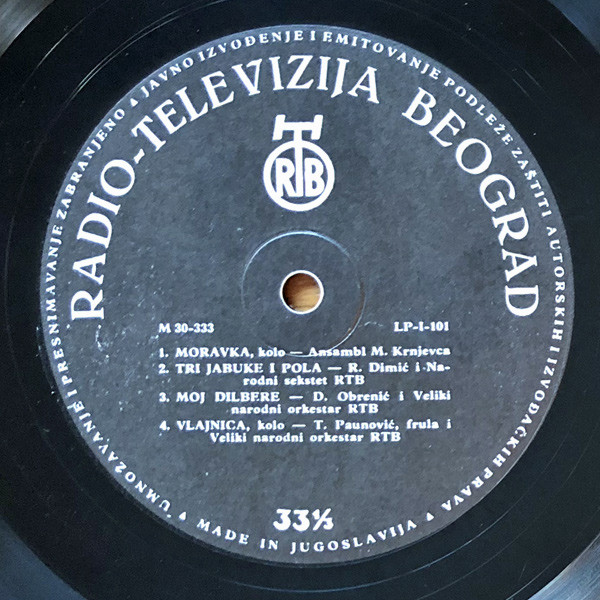 UMNOŽAVANJE I PRESNIMAVANJE ZABRANJENO ▲ JAVNO IZVOĐENJE I EMITOVANJE PODLEŽE ZAŠTITI AUTORSKIH I IZVOĐAČKIH PRAVA ▲
RADIO-TELEVIZIJA BEOGRAD
RTB
M 30-333 LP-I-101
1. MORAVKA, kolo — Ansambl M. Krnjevca
2. TRI JABUKE I POLA — R. Dimić i Na-
rodni sekstet RTB
3. MOJ DILBERE — D. Obrenić i Veliki
narodni orkestar RTB
4. VLAJNICA, kolo — T. Paunović, frula i
Veliki narodni orkestar RTB
33⅓
▲ MADE IN JUGOSLAVIJA ▲